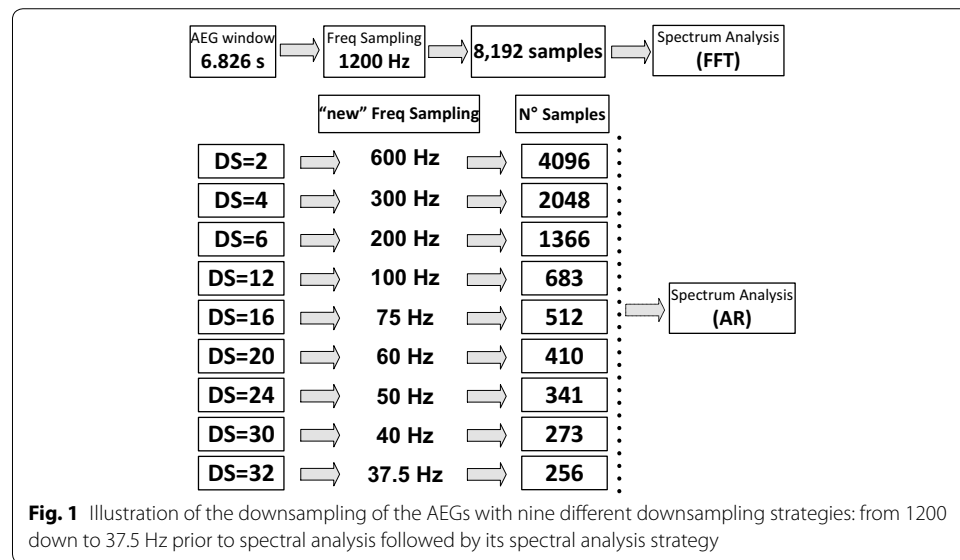 AEG window
6.826 s
Freq Sampling
1200 Hz
8,192 samples
Spectrum Analysis
(FFT)
“new” Freq Sampling
N° Samples
DS=2
600 Hz
4096
DS=4
300 Hz
2048
DS=6
200 Hz
1366
DS=12
100 Hz
683
DS=16
75 Hz
512
DS=20
60 Hz
410
DS=24
50 Hz
341
DS=30
40 Hz
273
DS=32
37.5 Hz
256
Spectrum Analysis
(AR)
Fig. 1 Illustration of the downsampling of the AEGs with nine different downsampling strategies: from 1200
down to 37.5 Hz prior to spectral analysis followed by its spectral analysis strategy